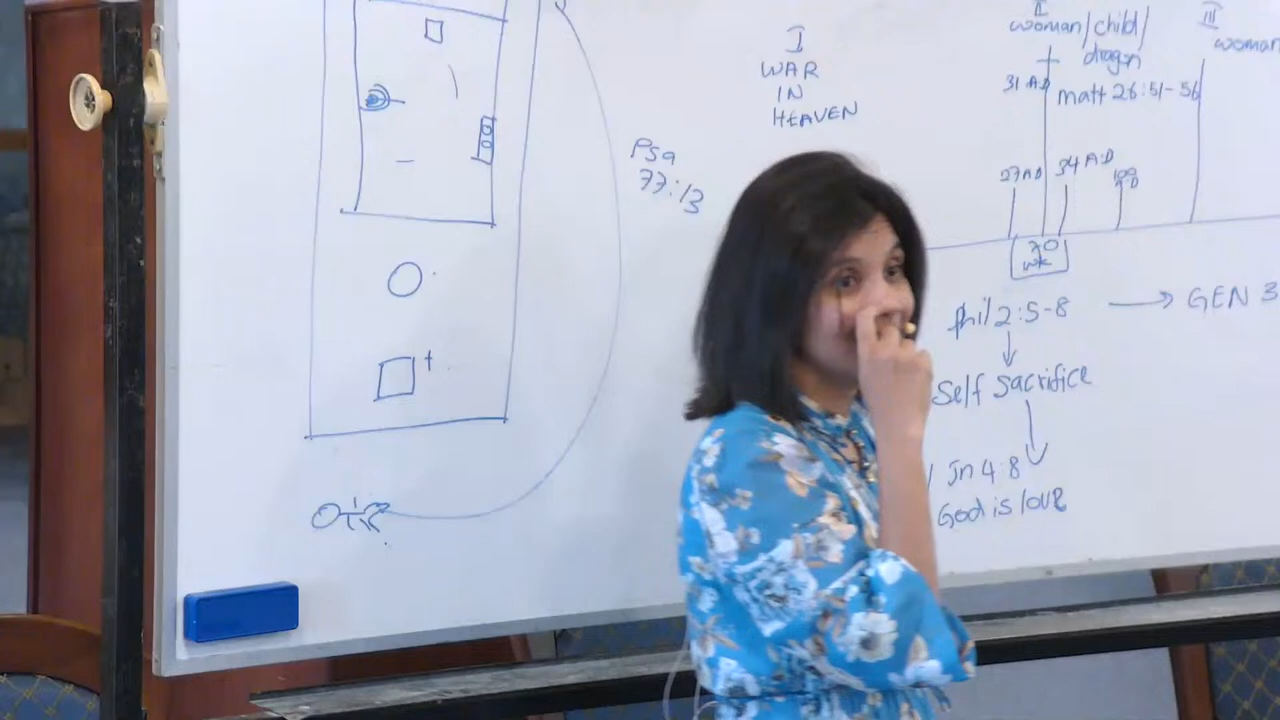 I
WAR
IN
HEAVEN
II
woman/child/
dragon
III
woman
31 AD
matt 26:51-56
27 AD
34 A.D
100
AD
70
wk
Psa
77:13
Phil 2:5-8 → GEN 3
Self Sacrifice
1 Jn 4:8
God is love